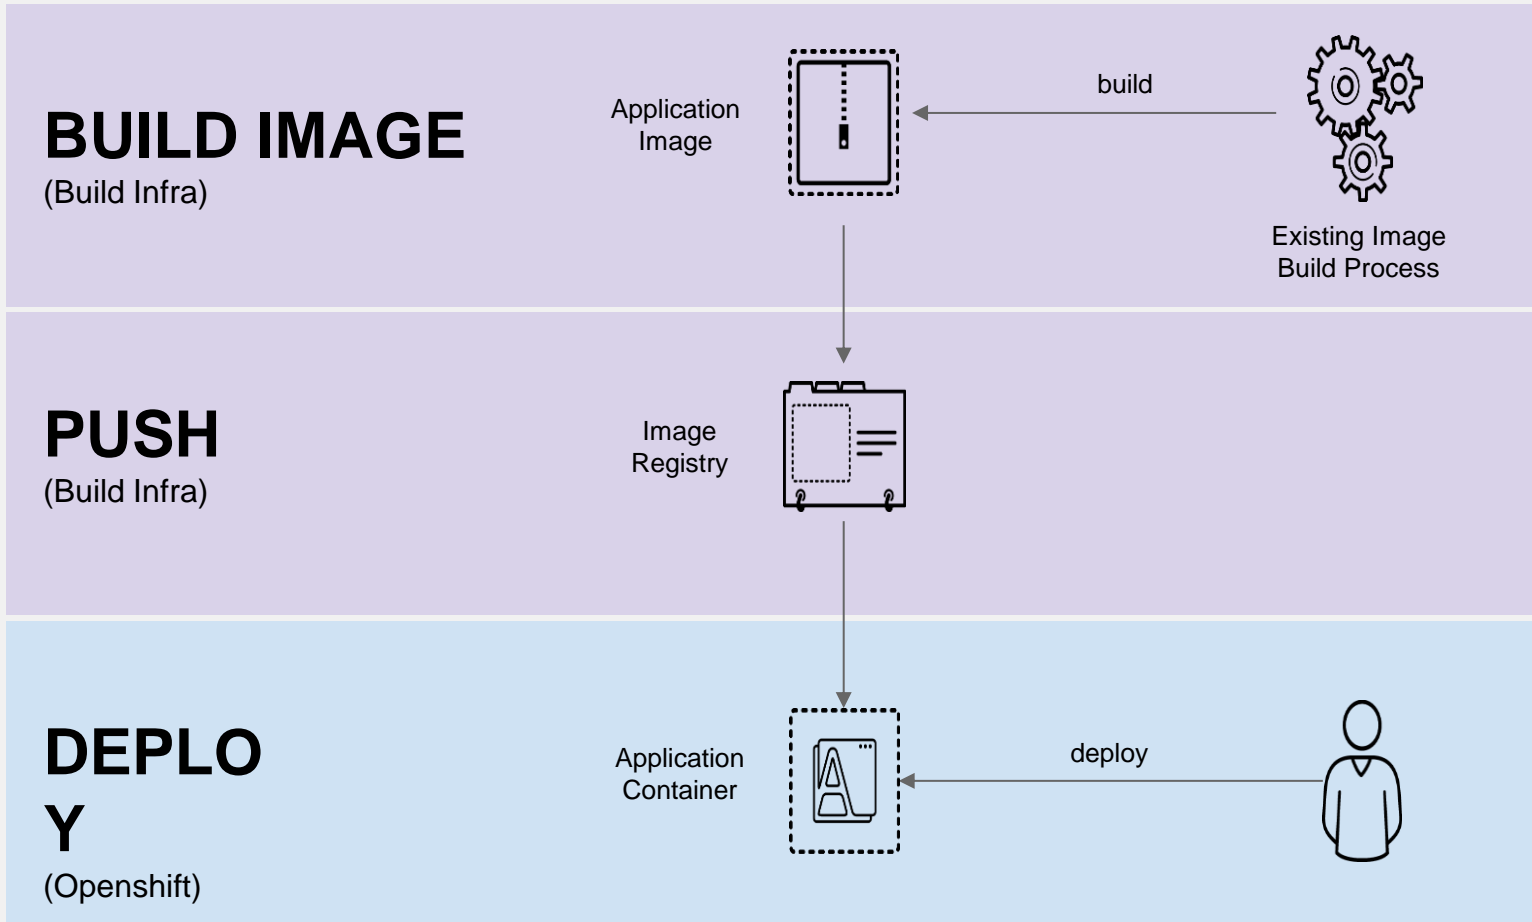 BUILD IMAGE
(Build Infra)
Application
Image
build
Existing Image
Build Process
PUSH
(Build Infra)
Image
Registry
DEPLO
Y
(Openshift)
Application
Container
deploy